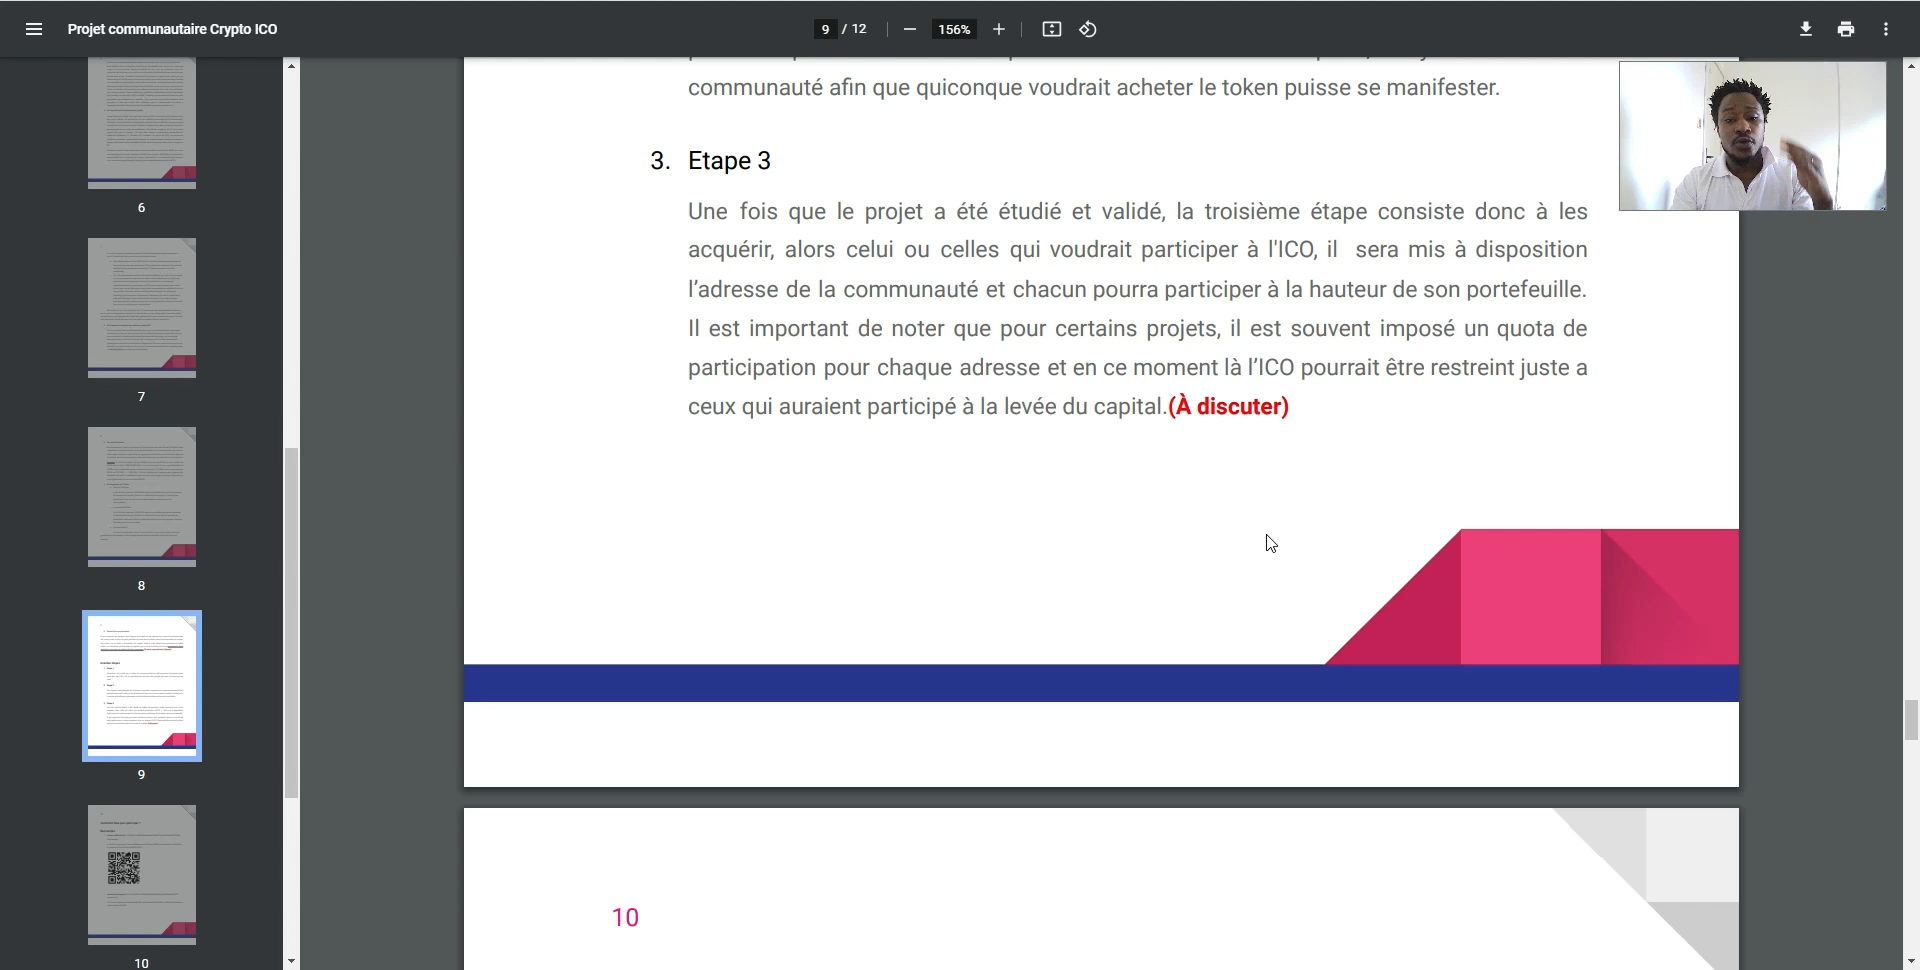 Projet communautaire Crypto ICO
9 / 12
156%
communauté afin que quiconque voudrait acheter le token puisse se manifester.
3. Etape 3
Une fois que le projet a été étudié et validé, la troisième étape consiste donc à les
acquérir, alors celui ou celles qui voudrait participer à l'ICO, il sera mis à disposition
l’adresse de la communauté et chacun pourra participer à la hauteur de son portefeuille.
Il est important de noter que pour certains projets, il est souvent imposé un quota de
participation pour chaque adresse et en ce moment là l’ICO pourrait être restreint juste a
ceux qui auraient participé à la levée du capital.(À discuter)
10
6
7
8
9
10